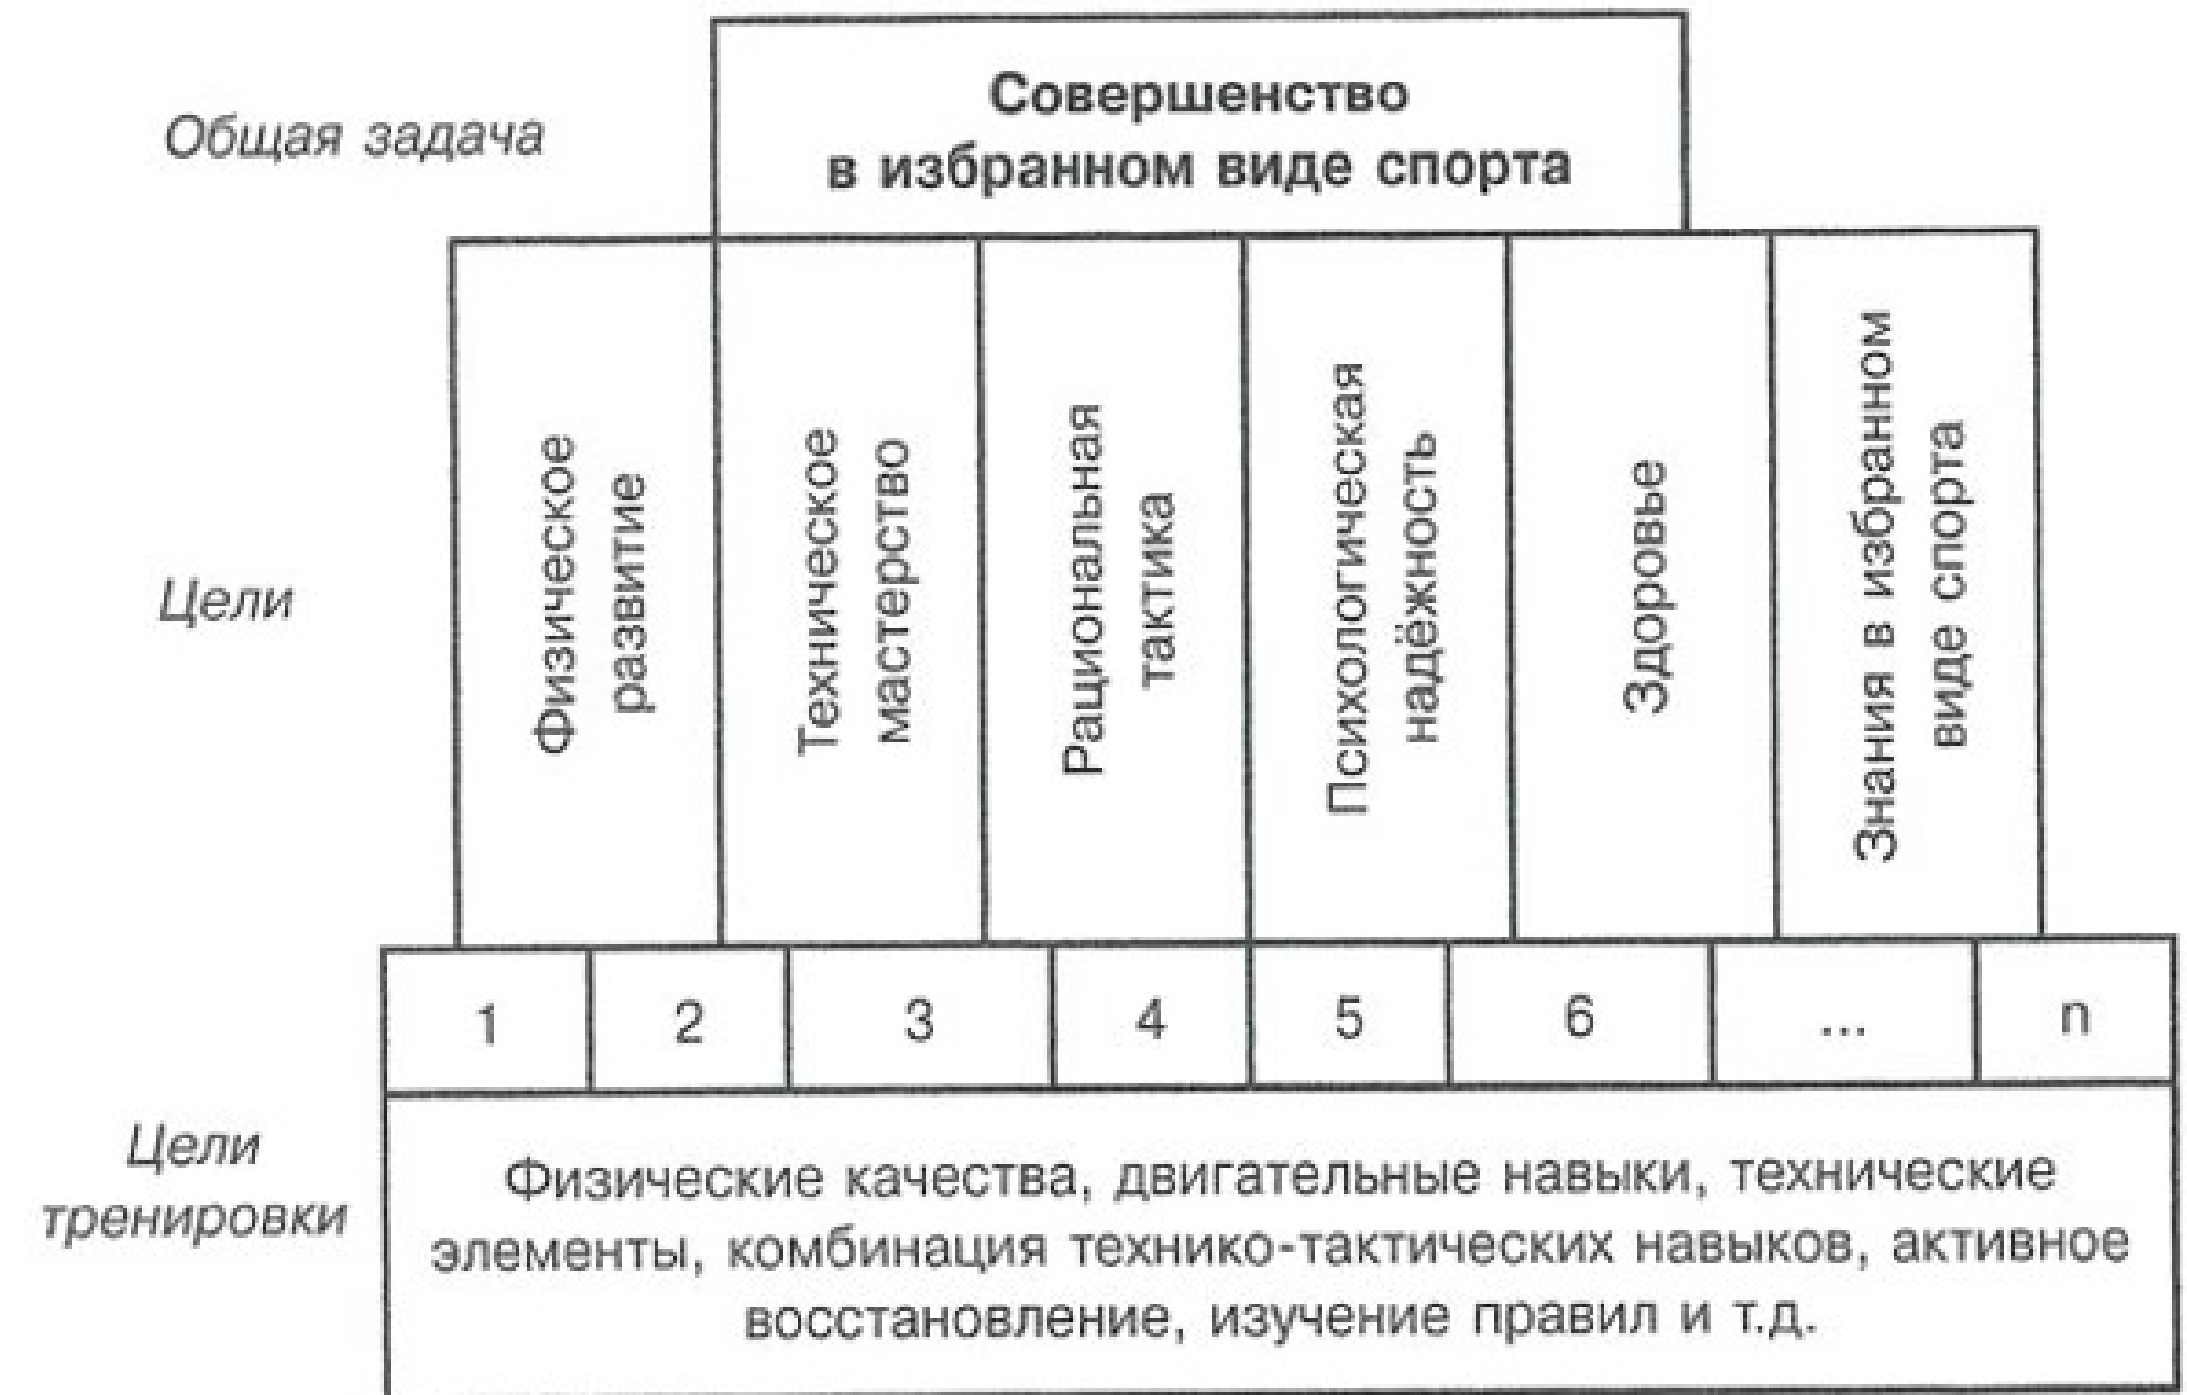 Общая задача
Совершенство
в избранном виде спорта
Цели
Физическое
развитие
Техническое
мастерство
Рациональная
тактика
Психологическая
надёжность
Здоровье
Знания в избранном
виде спорта
1
2
3
4
5
6
...
n
Цели
тренировки
Физические качества, двигательные навыки, технические
элементы, комбинация технико-тактических навыков, активное
восстановление, изучение правил и т.д.